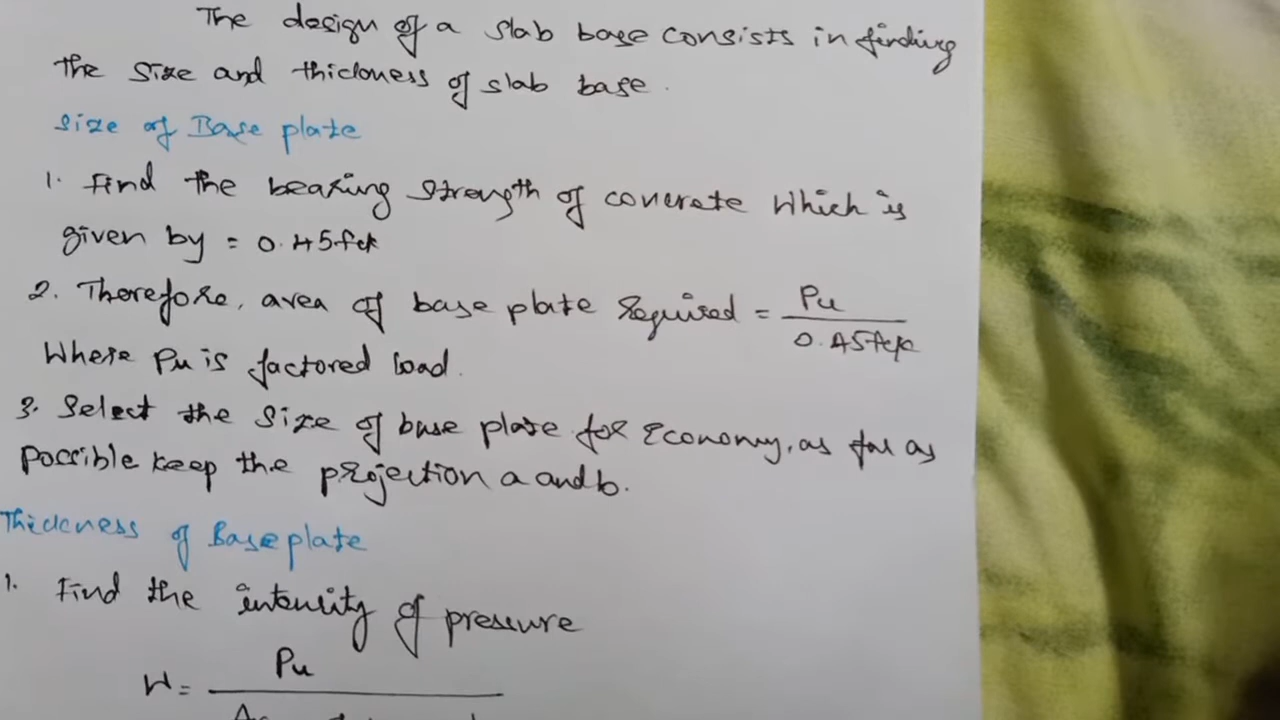 The design of a slab base consists in finding
the size and thickness of slab base.
Size of Base plate
1. Find the bearing strength of concrete which is
given by = 0.45fck
2. Therefore, area of base plate required = Pu / 0.45fck
Where Pu is factored load.
3. Select the size of base plate for Economy, as far as
possible keep the projection a and b.
Thickness of Base plate
1. Find the intensity of pressure
W = Pu